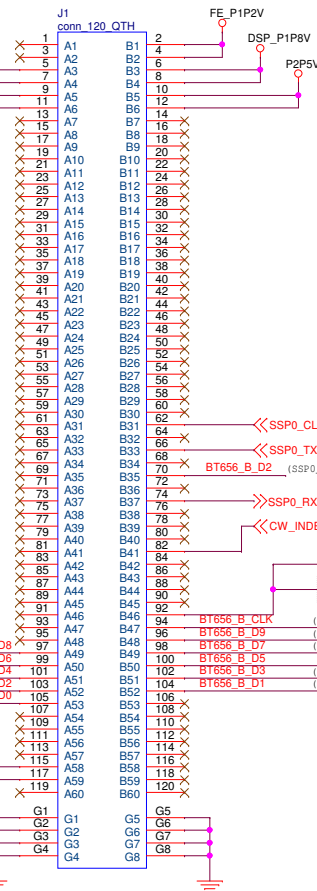 J1
conn_120_QTH
FE_P1P2V
DSP_P1P8V
P2P5V
1 A1 B1 2
3 A2 B2 4
5 A3 B3 6
7 A4 B4 8
9 A5 B5 10
11 A6 B6 12
13 A7 B7 14
15 A8 B8 16
17 A9 B9 18
19 A10 B10 20
21 A11 B11 22
23 A12 B12 24
25 A13 B13 26
27 A14 B14 28
29 A15 B15 30
31 A16 B16 32
33 A17 B17 34
35 A18 B18 36
37 A19 B19 38
39 A20 B20 40
41 A21 B21 42
43 A22 B22 44
45 A23 B23 46
47 A24 B24 48
49 A25 B25 50
51 A26 B26 52
53 A27 B27 54
55 A28 B28 56
57 A29 B29 58
59 A30 B30 60
61 A31 B31 62 SSP0_CL
63 A32 B32 64
65 A33 B33 66 SSP0_TX
67 A34 B34 68
69 A35 B35 70 BT656_B_D2 (SSP0_
71 A36 B36 72
73 A37 B37 74 SSP0_RX
75 A38 B38 76
77 A39 B39 78
79 A40 B40 80
81 A41 B41 82 CW_INDE
83 A42 B42 84
85 A43 B43 86
87 A44 B44 88
89 A45 B45 90
91 A46 B46 92
93 A47 B47 94 BT656_B_CLK (
95 A48 B48 96 BT656_B_D9 (
D8 97 A49 B49 98 BT656_B_D7 (
D6 99 A50 B50 100 BT656_B_D5 (
D4 101 A51 B51 102 BT656_B_D3 (
D2 103 A52 B52 104 BT656_B_D1 (
D0 105 A53 B53 106
107 A54 B54 108
109 A55 B55 110
111 A56 B56 112
113 A57 B57 114
115 A58 B58 116
117 A59 B59 118
119 A60 B60 120
G1 G1 G5 G5
G2 G2 G6 G6
G3 G3 G7 G7
G4 G4 G8 G8